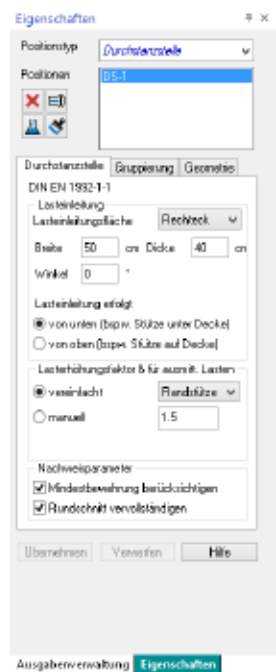 Eigenschaften
Positionstyp Durchstanzstelle
Positionen DS-1
Durchstanzstelle Gruppierung Geometrie
DIN EN 1992-1-1
Lasteinleitung
Lasteinleitungsfläche Rechteck
Breite 50 cm Dicke 40 cm
Winkel 0 °
Lasteinleitung erfolgt
von unten (bspw. Stütze unter Decke)
von oben (bspw. Stütze auf Decke)
Lasterhöhungsfaktor ß für ausmitt. Lasten
vereinfacht Randstütze
manuell 1.5
Nachweisparameter
Mindestbewehrung berücksichtigen
Rundschnitt vervollständigen
Übernehmen Verwerfen Hilfe
Ausgabenverwaltung Eigenschaften